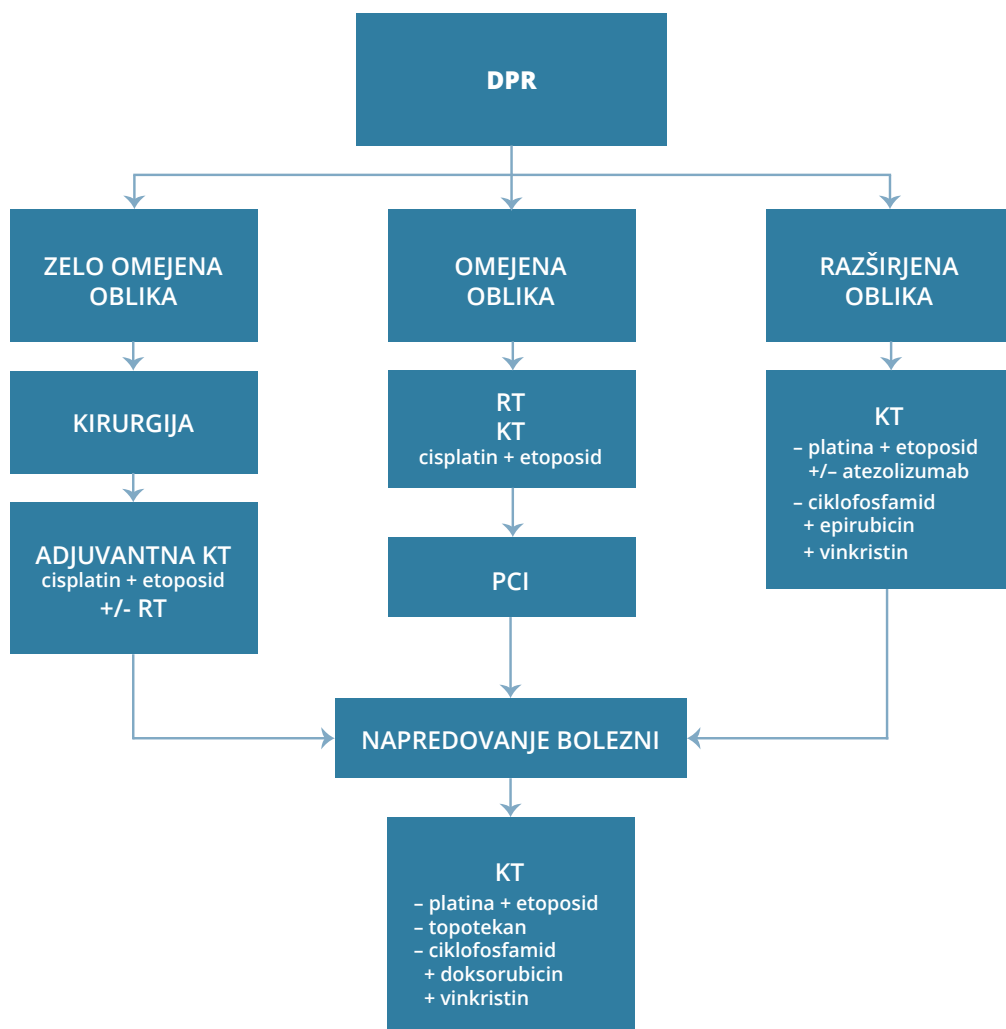 DPR
ZELO OMEJENA
OBLIKA
OMEJENA
OBLIKA
RAZŠIRJENA
OBLIKA
KIRURGIJA
RT
KT
cisplatin + etoposid
KT
– platina + etoposid
+/– atezolizumab
– ciklofosfamid
+ epirubicin
+ vinkristin
ADJUVANTNA KT
cisplatin + etoposid
+/- RT
PCI
NAPREDOVANJE BOLEZNI
KT
– platina + etoposid
– topotekan
– ciklofosfamid
+ doksorubicin
+ vinkristin